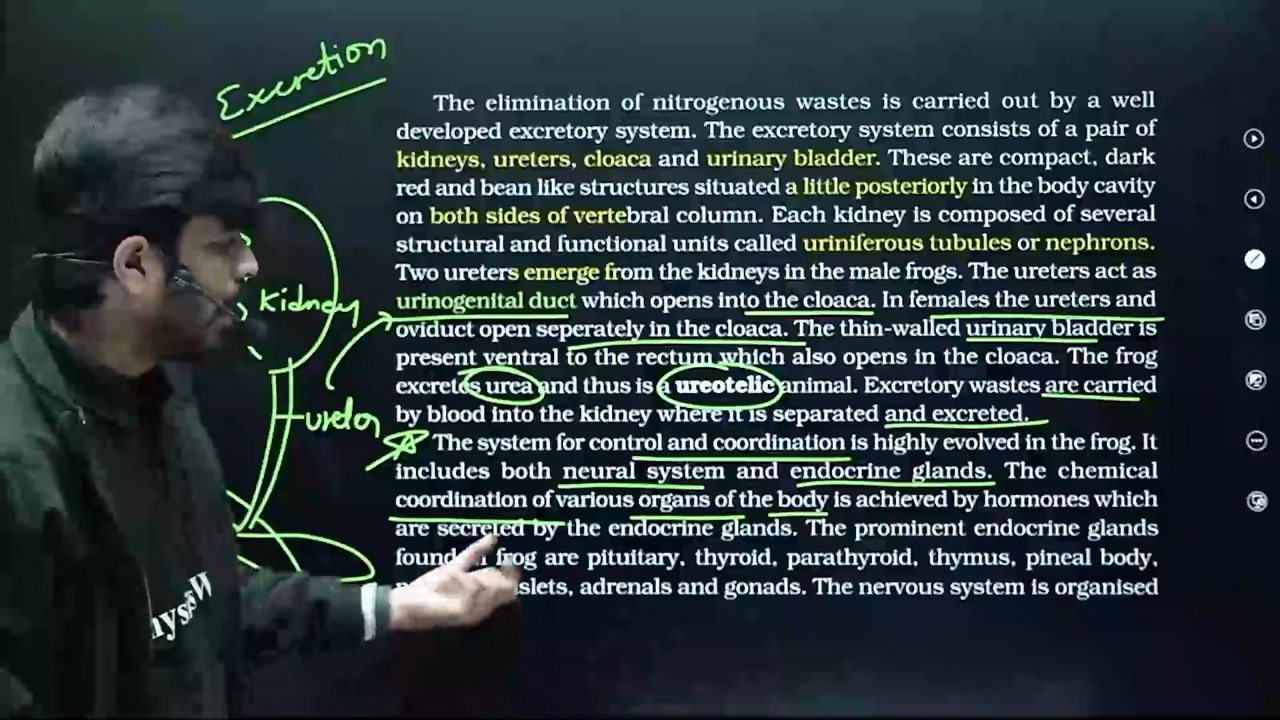 Excretion
The elimination of nitrogenous wastes is carried out by a well
developed excretory system. The excretory system consists of a pair of
kidneys, ureters, cloaca and urinary bladder. These are compact, dark
red and bean like structures situated a little posteriorly in the body cavity
on both sides of vertebral column. Each kidney is composed of several
structural and functional units called uriniferous tubules or nephrons.
Two ureters emerge from the kidneys in the male frogs. The ureters act as
urinogenital duct which opens into the cloaca. In females the ureters and
oviduct open seperately in the cloaca. The thin-walled urinary bladder is
present ventral to the rectum which also opens in the cloaca. The frog
excretes urea and thus is a ureotelic animal. Excretory wastes are carried
by blood into the kidney where it is separated and excreted.
The system for control and coordination is highly evolved in the frog. It
includes both neural system and endocrine glands. The chemical
coordination of various organs of the body is achieved by hormones which
are secreted by the endocrine glands. The prominent endocrine glands
found frog are pituitary, thyroid, parathyroid, thymus, pineal body,
slets, adrenals and gonads. The nervous system is organised
Kidney